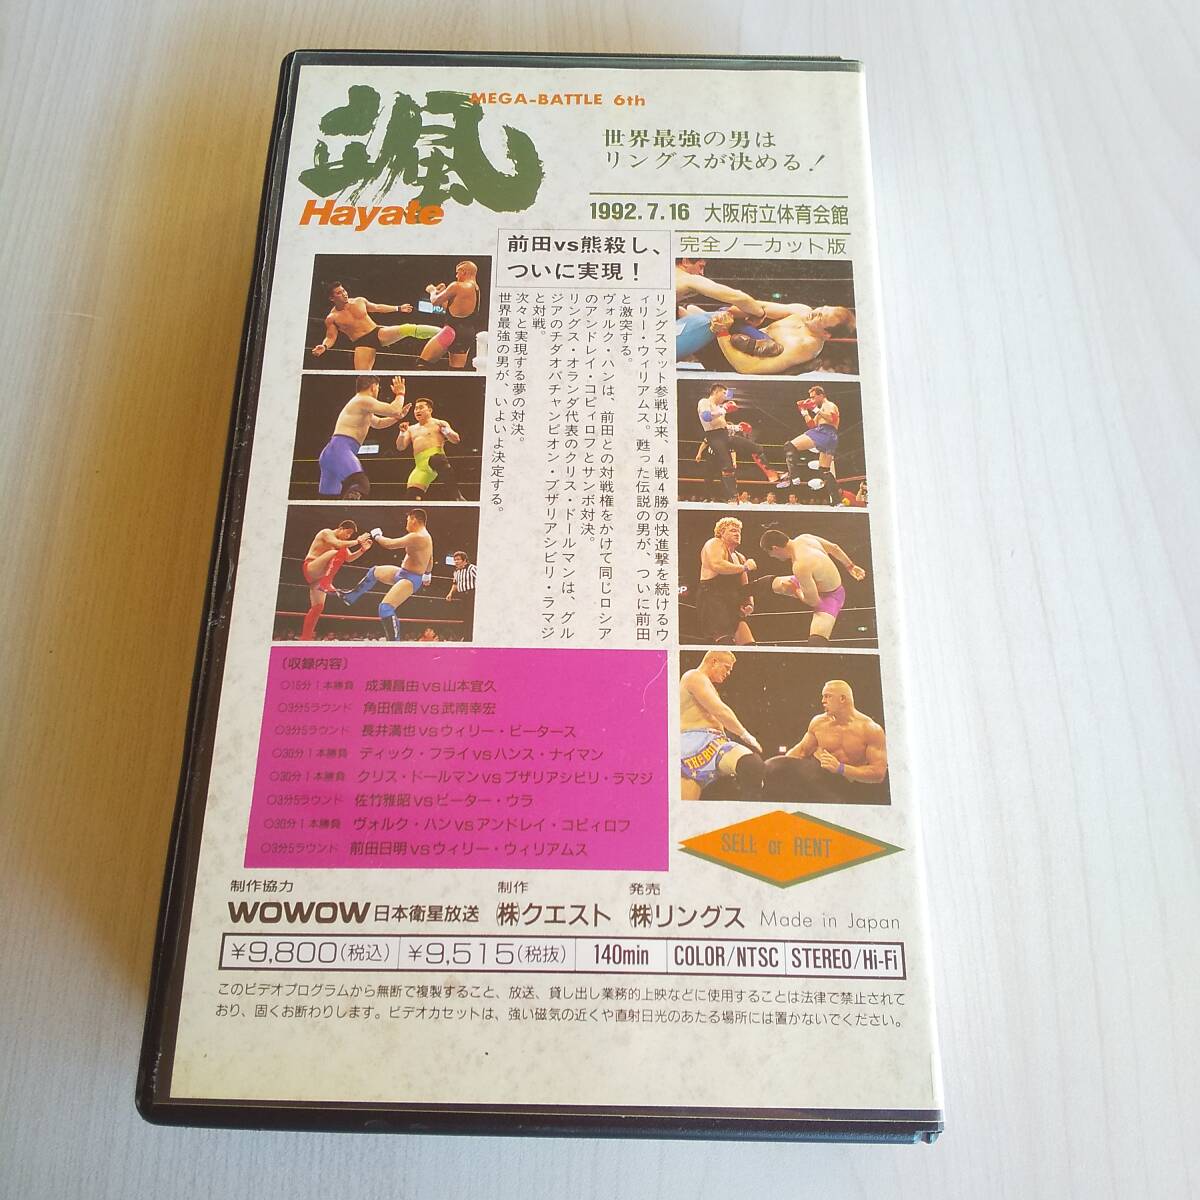 MEGA-BATTLE 6th
颯
Hayate
世界最強の男は
リングスが決める!
1992.7.16 大阪府立体育会館
完全ノーカット版
前田vs熊殺し、
ついに実現!
リングスマット参戦以来、4戦4勝の快進撃を続けるウ
ィリー・ウィリアムス。甦った伝説の男が、ついに前田
と激突する。
ヴォルク・ハンは、前田との対戦権をかけて同じロシア
のアンドレイ・コピィロフとサンボ対決。
リングス・オランダ代表のクリス・ドールマンは、グル
ジアのチダオバチャンピオン・ブザリアシビリ・ラマジ
と対戦。
次々と実現する夢の対決。
世界最強の男が、いよいよ決定する。
THE BULL
〔収録内容〕
○15分1本勝負 成瀬昌由vs山本宜久
○3分5ラウンド 角田信朗vs武南幸宏
○3分5ラウンド 長井満也vsウィリー・ピータース
○30分1本勝負 ディック・フライvsハンス・ナイマン
○30分1本勝負 クリス・ドールマンvsブザリアシビリ・ラマジ
○3分5ラウンド 佐竹雅昭vsピーター・ウラ
○30分1本勝負 ヴォルク・ハンvsアンドレイ・コピィロフ
○3分5ラウンド 前田日明vsウィリー・ウィリアムス
SELL or RENT
制作協力 制作 発売
WOWOW 日本衛星放送 ㈱クエスト ㈱リングス Made in Japan
¥9,800(税込) ¥9,515(税抜) 140min COLOR/NTSC STEREO/Hi-Fi
このビデオプログラムから無断で複製すること、放送、貸し出し業務的上映などに使用することは法律で禁止されて
おり、固くお断わりします。ビデオカセットは、強い磁気の近くや直射日光のあたる場所には置かないでください。